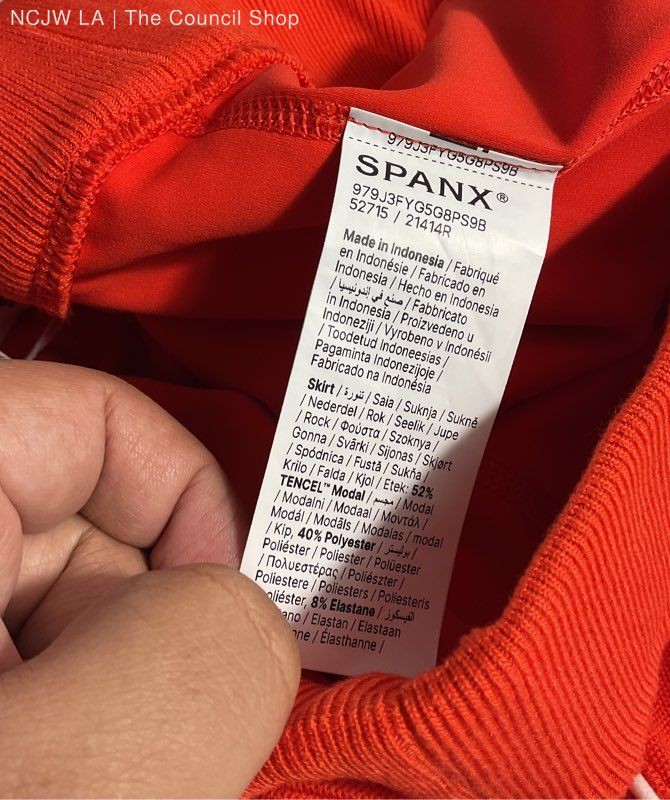 NCJW LA | The Council Shop
979J3FYG5G8PS9B
SPANX®
979J3FYG5G8PS9B
52715 / 21414R
Made in Indonesia / Fabriqué
en Indonésie / Fabricado en
Indonesia / Hecho en Indonesia
/ صنع في إندونيسيا / Fabbricato
in Indonesia / Proizvedeno u
Indoneziji / Vyrobeno v Indonésii
/ Toodetud Indoneesias /
Pagaminta Indonezijoje /
Fabricado na Indonésia
Skirt / تنورة / Saia / Suknja / Sukně
/ Nederdel / Rok / Seelik / Jupe
/ Rock / Φούστα / Szoknya /
Gonna / Svārki / Sijonas / Skjørt
/ Spódnica / Fustă / Sukňa /
Krilo / Falda / Kjol / Etek: 52%
TENCEL™ Modal / / Modal
/ Modalni / Modaal / Μοντάλ /
Modál / Modāls / Modalas / modal
/ Kip, 40% Polyester / بوليستر /
Poliéster / Poliester / Polüester
/ Πολυεστέρας / Poliészter /
Poliestere / Poliesters / Poliesteris
/ 8% Elastane /
/ Elastan / Elastaan
/ Élasthanne /